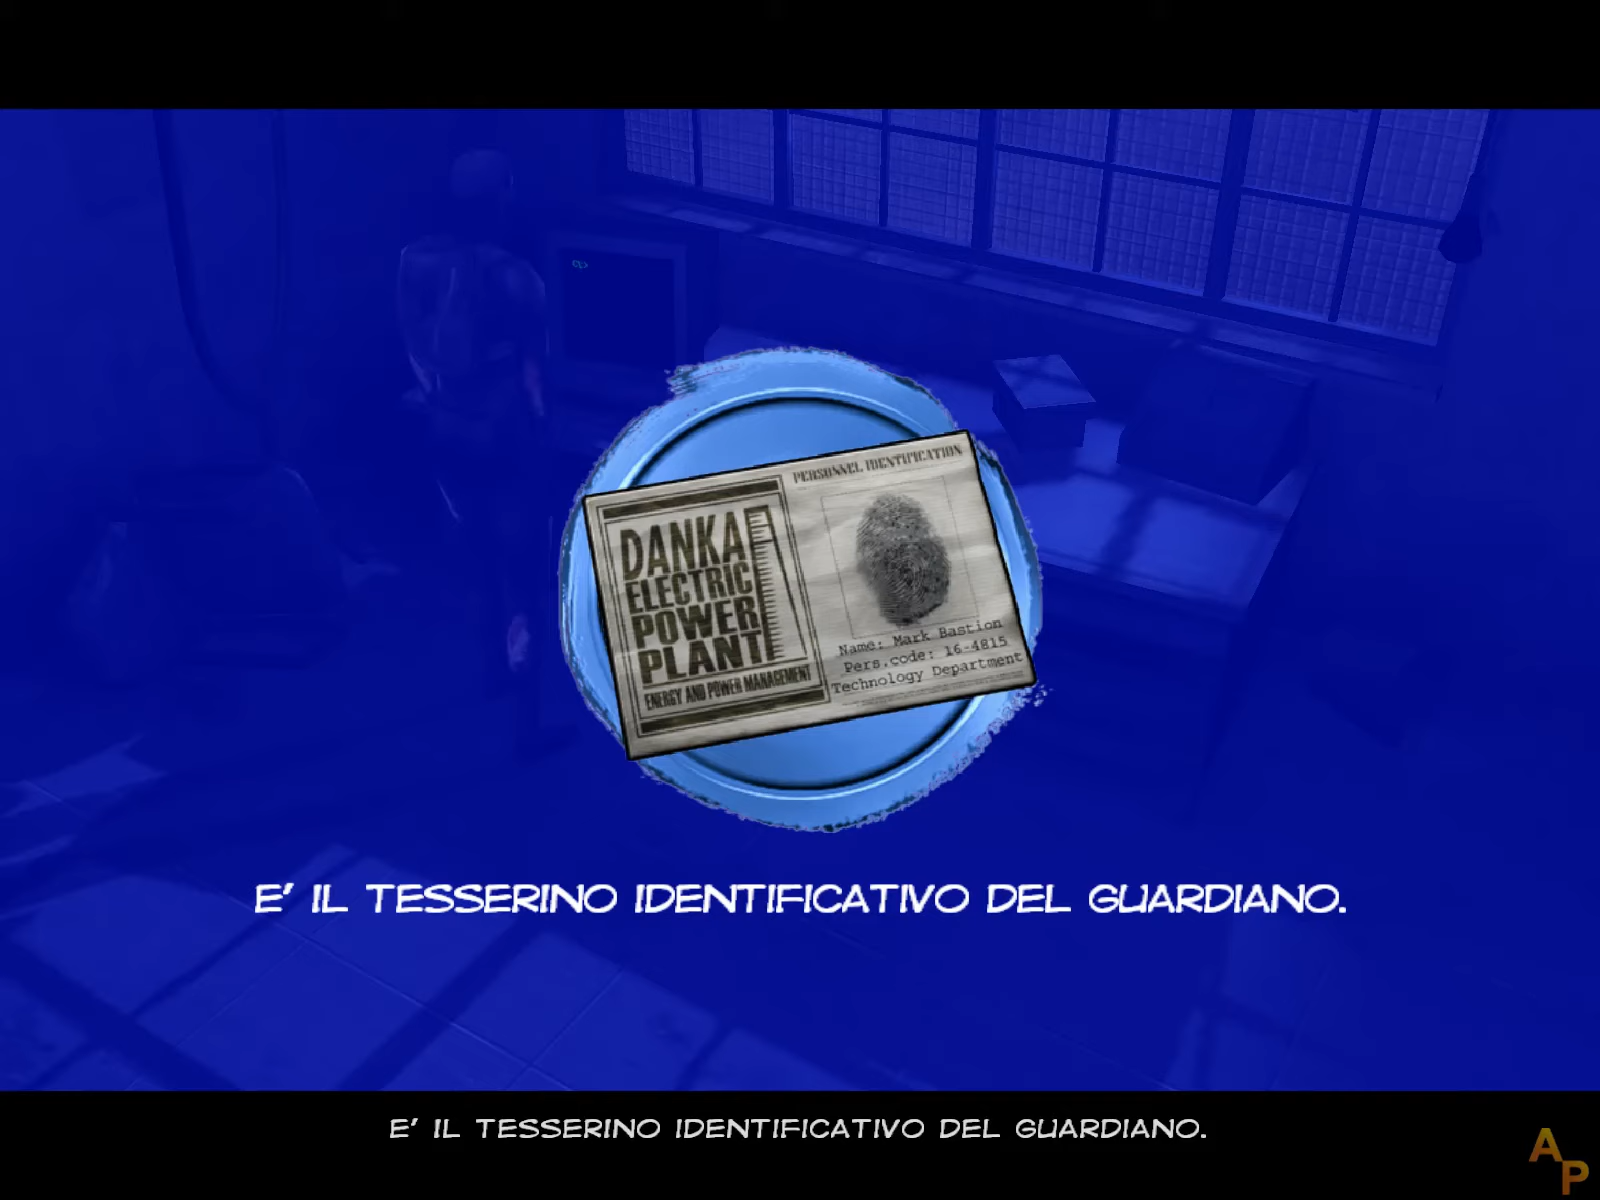 PERSONNEL IDENTIFICATION
DANKA
ELECTRIC
POWER
PLANT
ENERGY AND POWER MANAGEMENT
Name: Mark Bastion
Pers.code: 16-4815
Technology Department
E' IL TESSERINO IDENTIFICATIVO DEL GUARDIANO.
E' IL TESSERINO IDENTIFICATIVO DEL GUARDIANO.
AP